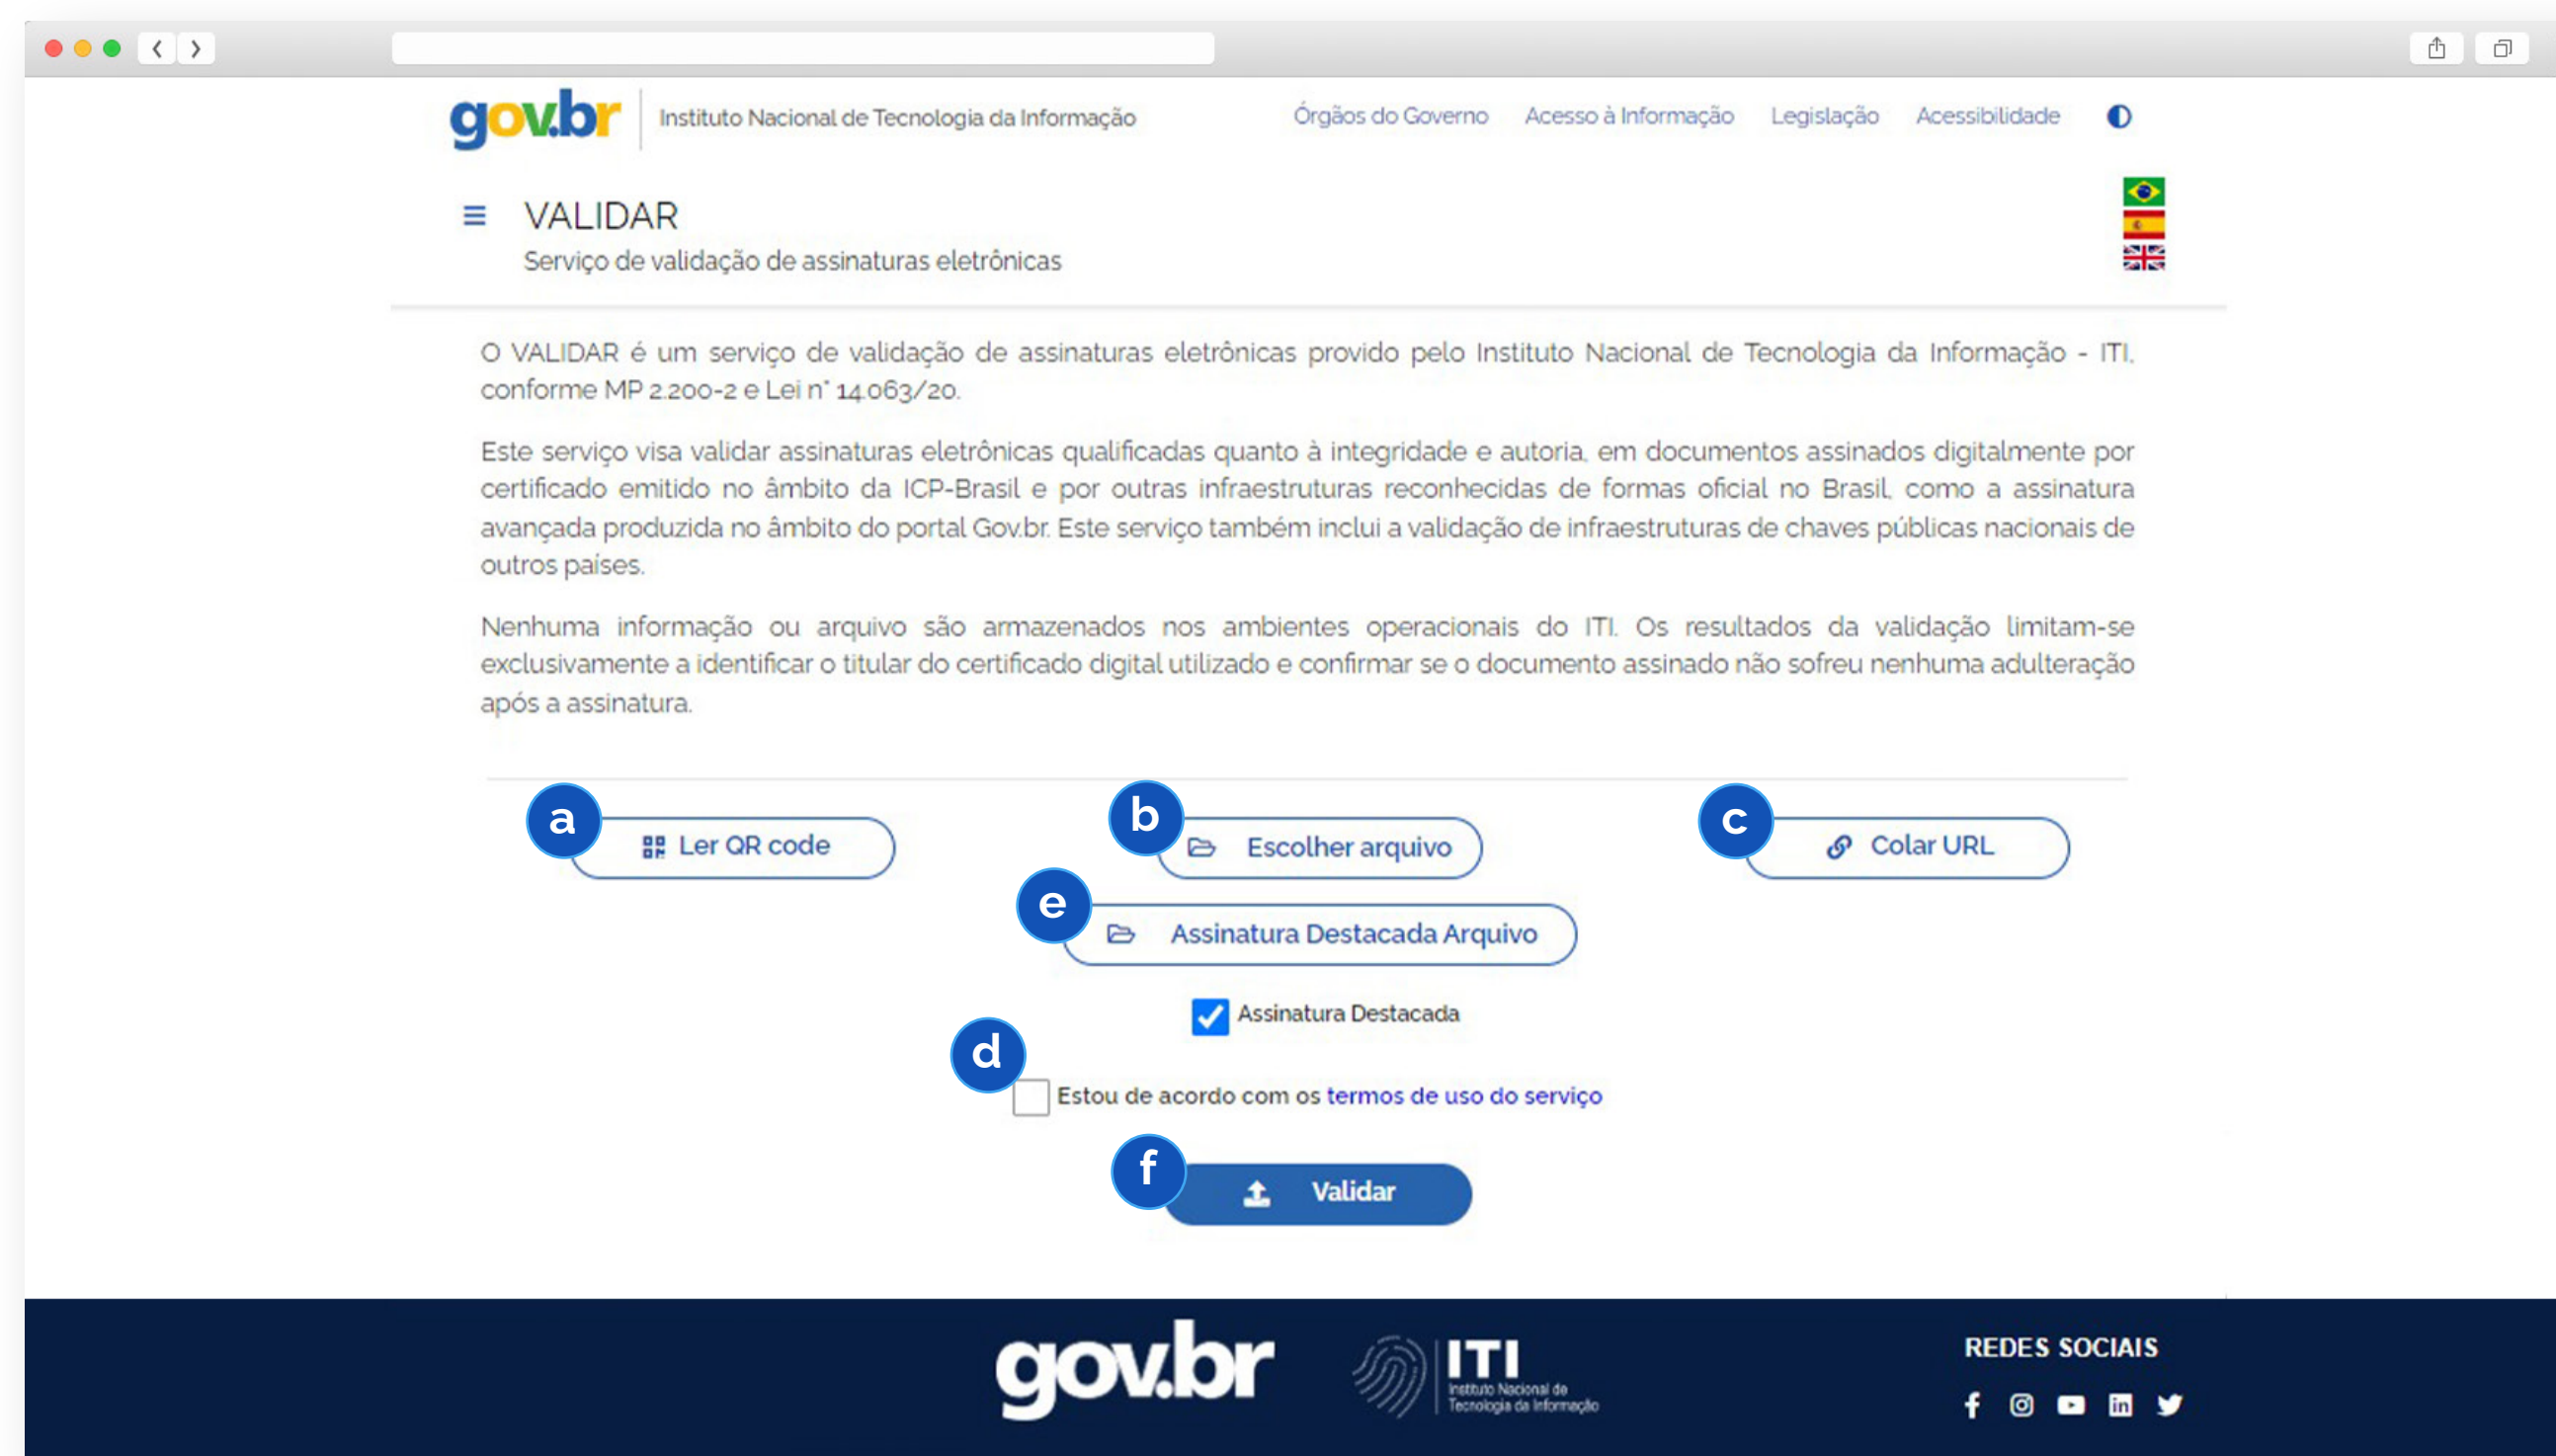 gov.br
Instituto Nacional de Tecnologia da Informação
Órgãos do Governo Acesso à Informação Legislação Acessibilidade
VALIDAR
Serviço de validação de assinaturas eletrônicas
O VALIDAR é um serviço de validação de assinaturas eletrônicas provido pelo Instituto Nacional de Tecnologia da Informação - ITI,
conforme MP 2.200-2 e Lei n° 14.063/20.
Este serviço visa validar assinaturas eletrônicas qualificadas quanto à integridade e autoria, em documentos assinados digitalmente por
certificado emitido no âmbito da ICP-Brasil e por outras infraestruturas reconhecidas de formas oficial no Brasil, como a assinatura
avançada produzida no âmbito do portal Gov.br. Este serviço também inclui a validação de infraestruturas de chaves públicas nacionais de
outros países.
Nenhuma informação ou arquivo são armazenados nos ambientes operacionais do ITI. Os resultados da validação limitam-se
exclusivamente a identificar o titular do certificado digital utilizado e confirmar se o documento assinado não sofreu nenhuma adulteração
após a assinatura.
a Ler QR code
b Escolher arquivo
c Colar URL
e Assinatura Destacada Arquivo
Assinatura Destacada
d
Estou de acordo com os termos de uso do serviço
f Validar
gov.br
ITI
Instituto Nacional de
Tecnologia da Informação
REDES SOCIAIS